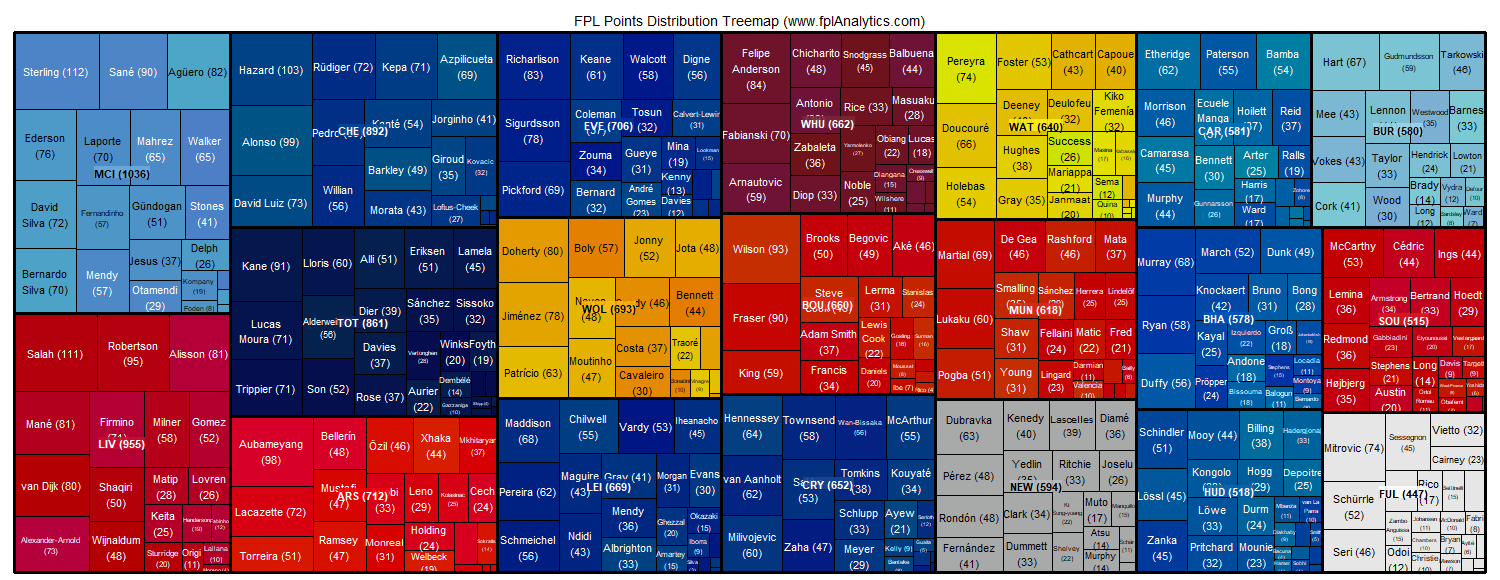 FPL Points Distribution Treemap (www.fplAnalytics.com)
Sterling (112)
Sané (90)
Agüero (82)
Ederson
(76)
Laporte
(70)
Mahrez
(65)
Walker
(65)
MCI (1036)
David
Silva (72)
Fernandinho
(57)
Gündogan
(51)
Stones
(41)
Bernardo
Silva (70)
Mendy
(57)
Jesus (37)
Delph
(26)
Otamendi
(29)
Kompany
(19)
Foden (8)
Salah (111)
Robertson
(95)
Alisson (81)
Mané (81)
Firmino
Milner
(58)
Gomez
(52)
LIV (955)
van Dijk (80)
Shaqiri
(50)
Matip
(28)
Lovren
(26)
Keita
(25)
Henderson
(19)
Fabinho
(12)
Alexander-Arnold
(73)
Wijnaldum
(48)
Sturridge
(20)
Origi
(11)
Lallana
(10)
Hazard (103)
Rüdiger (72)
Kepa (71)
Azpilicueta
(69)
Alonso (99)
Pedro
Kanté (54)
Jorginho (41)
CHE (892)
Barkley (49)
Giroud
(35)
Kovacic
(32)
David Luiz (73)
Willian
(56)
Morata (43)
Loftus-Cheek
(27)
Kane (91)
Lloris (60)
Alli (51)
Eriksen
(51)
Lamela
(45)
Lucas
Moura (71)
Alderweireld
(56)
Dier (39)
Sánchez
(35)
Sissoko
(32)
TOT (861)
Davies
(37)
Vertonghen
(28)
Winks
(20)
Foyth
(19)
Trippier (71)
Son (52)
Rose (37)
Aurier
(22)
Dembélé
(14)
Gazzaniga
(10)
Aubameyang
(98)
Bellerín
(48)
Özil (46)
Xhaka
(44)
Mkhitaryan
(37)
Lacazette (72)
Mustafi
(47)
(33)
Leno
(29)
Kolasinac
(25)
Cech
(24)
ARS (712)
Torreira (51)
Ramsey
(47)
Monreal
(31)
Holding
(24)
Welbeck
(19)
Sokratis
(14)
Richarlison
(83)
Keane
(61)
Walcott
(58)
Digne
(56)
Sigurdsson
(78)
Coleman
Tosun
(32)
Calvert-Lewin
(31)
EVE (706)
Zouma
(34)
Gueye
(31)
Mina
(19)
Lookman
(15)
Pickford (69)
Bernard
(32)
André
Gomes
(23)
Kenny
(13)
Davies
(12)
Doherty (80)
Boly (57)
Jonny
(52)
Jota (48)
Jiménez (78)
Neves
(48)
(46)
Bennett
(44)
WOL (693)
Patrício (63)
Moutinho
(47)
Costa (37)
Traoré
(22)
Cavaleiro
(30)
Maddison
(68)
Chilwell
(55)
Vardy (53)
Iheanacho
(45)
Pereira (62)
Maguire
(43)
Gray (41)
Morgan
(31)
Evans
(30)
LEI (669)
Schmeichel
(56)
Ndidi
(43)
Mendy
(36)
Ghezzal
(20)
Okazaki
(15)
Albrighton
(33)
Amartey
(15)
Iborra
(9)
Felipe
Anderson
(84)
Chicharito
(48)
Snodgrass
(45)
Balbuena
(44)
Fabianski (70)
Antonio
Rice (33)
Masuaku
(28)
WHU (662)
Zabaleta
(36)
Yarmolenko
(27)
Obiang
(22)
Lucas
(18)
Arnautovic
(59)
Diop (33)
Noble
(25)
Diangana
(15)
Cresswell
(9)
Wilshere
(11)
Wilson (93)
Brooks
(50)
Begovic
(49)
Aké (46)
Fraser (90)
Steve
Cook (43)
Lerma
(31)
Stanislas
(24)
BOU (660)
Adam Smith
(37)
Lewis
Cook
(22)
Gosling
(18)
Surman
(16)
King (59)
Francis
(34)
Daniels
(20)
Mousset
(8)
Ibe (7)
Rico (4)
Hennessey
(64)
Townsend
(58)
Wan-Bissaka
(56)
McArthur
(55)
van Aanholt
(62)
(53)
Tomkins
(38)
Kouyaté
(34)
CRY (652)
Milivojevic
(60)
Zaha (47)
Schlupp
(33)
Ayew
(21)
Meyer
(29)
Kelly (9)
Pereyra
(74)
Foster (53)
Cathcart
(43)
Capoue
(40)
Doucouré
(66)
Deeney
(40)
Deulofeu
(32)
Kiko
Femenía
(32)
WAT (640)
Hughes
(38)
Success
(26)
Masina
(17)
Kabasele
(16)
Holebas
(54)
Gray (35)
Mariappa
(21)
Sema
(12)
Janmaat
(20)
Quina
(10)
Martial (69)
De Gea
(46)
Rashford
(46)
Mata
(37)
Lukaku (60)
Smalling
(35)
Sánchez
(29)
Herrera
(25)
Lindelöf
(25)
MUN (618)
Shaw
(31)
Fellaini
(24)
Matic
(22)
Fred
(21)
Pogba (51)
Young
(31)
Lingard
(23)
Darmian
(11)
Bailly
(8)
Valencia
(10)
Dubravka
(63)
Kenedy
(40)
Lascelles
(39)
Diamé
(36)
Pérez (48)
Yedlin
(35)
Ritchie
(33)
Joselu
(26)
NEW (594)
Rondón (48)
Clark (34)
Ki
Sung-yueng
(22)
Muto
(17)
Manquillo
(15)
Fernández
(41)
Dummett
(33)
Shelvey
(22)
Atsu
(14)
Murphy
(14)
Etheridge
(62)
Paterson
(55)
Bamba
(54)
Morrison
(46)
Ecuele
Manga
Hoilett
(37)
Reid
(37)
CAR (581)
Camarasa
(45)
Bennett
(30)
Arter
(25)
Ralls
(19)
Murphy
(44)
Gunnarsson
(26)
Harris
(17)
Zohore
(6)
Ward
(17)
Hart (67)
Gudmundsson
(59)
Tarkowski
(46)
Mee (43)
Lennon
Westwood
(35)
Barnes
(33)
BUR (580)
Vokes (43)
Taylor
(33)
Hendrick
(24)
Lowton
(21)
Cork (41)
Wood
(30)
Brady
(14)
Vydra
(12)
Defour
(10)
Long
(12)
Bardsley
(8)
Ward
(7)
Murray (68)
March (52)
Dunk (49)
Ryan (58)
Knockaert
(42)
Bruno
(31)
Bong
(28)
BHA (578)
Kayal
(25)
Izquierdo
(22)
Groß
(18)
Duffy (56)
Pröpper
(24)
Andone
(18)
Stephens
(15)
Locadia
(11)
Bissouma
(18)
Balogun
(11)
Montoya
(9)
Bernardo
(8)
Schindler
(51)
Mooy (44)
Billing
(38)
Hadergjonaj
(33)
Lössl (45)
Kongolo
Hogg
(29)
Depoitre
HUD (518)
Zanka
(45)
Löwe
(33)
Durm
(24)
Mbenza
(11)
van La
Parra
(10)
Pritchard
(32)
Mounie
(23)
McCarthy
(53)
Cédric
(44)
Ings (44)
Lemina
(36)
Armstrong
(34)
Bertrand
(33)
Hoedt
(29)
SOU (515)
Redmond
(36)
Gabbiadini
(23)
Elyounoussi
(20)
Vestergaard
(17)
Højbjerg
(35)
Stephens
(21)
Long
(14)
Davis
(9)
Targett
(9)
Austin
(20)
Oriol
Romeu
(11)
Obafemi
Yoshida
(6)
Mitrovic (74)
Sessegnon
(45)
Vietto (32)
Cairney (23)
FUL (447)
Schürrle
(52)
Rico
(17)
Bettinelli
(15)
Zambo
Anguissa
Johansen
(11)
McDonald
(10)
Fabri
(8)
Seri (46)
Odoi
(12)
Chambers
(10)
Bryan
(7)
Christie
(10)
Mawson
(7)
Ayité
(6)